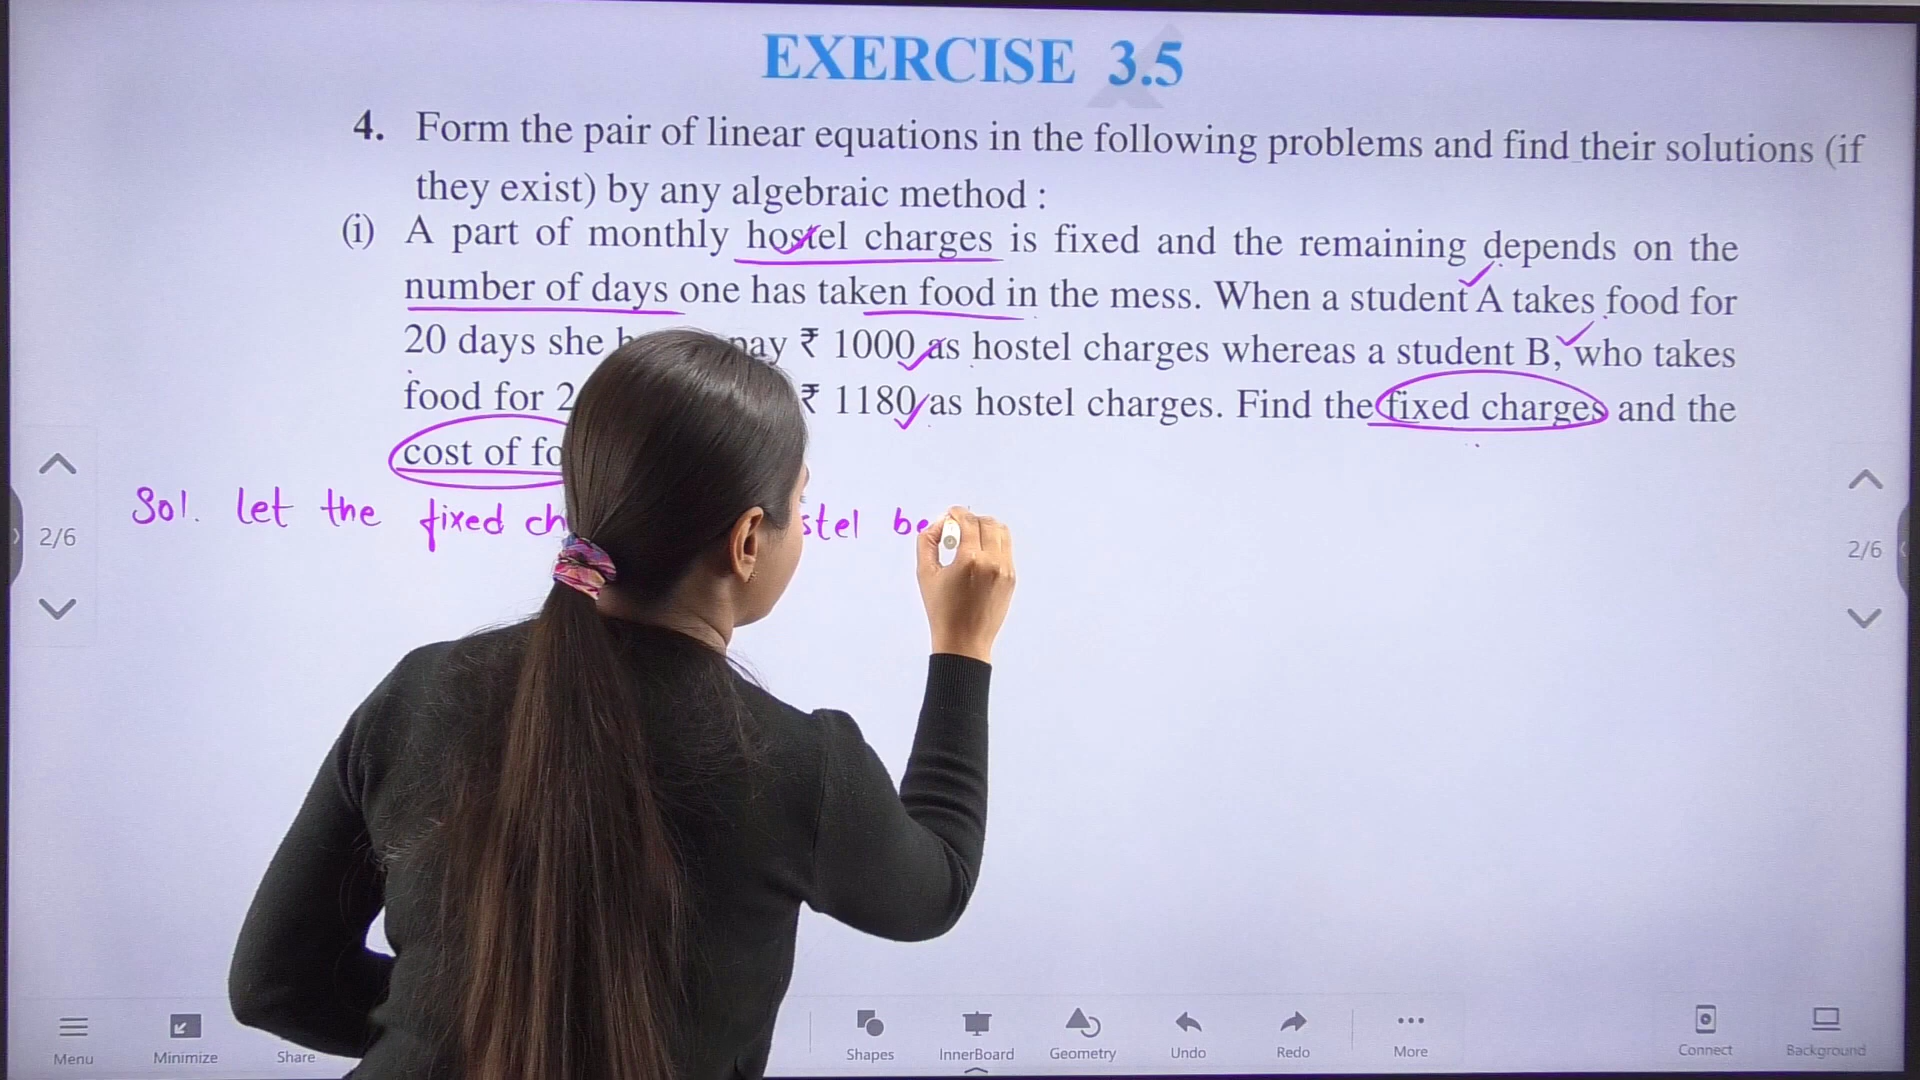 EXERCISE 3.5
4. Form the pair of linear equations in the following problems and find their solutions (if
they exist) by any algebraic method :
(i) A part of monthly hostel charges is fixed and the remaining depends on the
number of days one has taken food in the mess. When a student A takes food for
20 days she pay ₹ 1000 as hostel charges whereas a student B, who takes
food for 2 ₹ 1180 as hostel charges. Find the fixed charges and the
cost of fo
Sol. let the fixed ch stel be
2/6
2/6
Menu Minimize Share Shapes InnerBoard Geometry Undo Redo More Connect Background